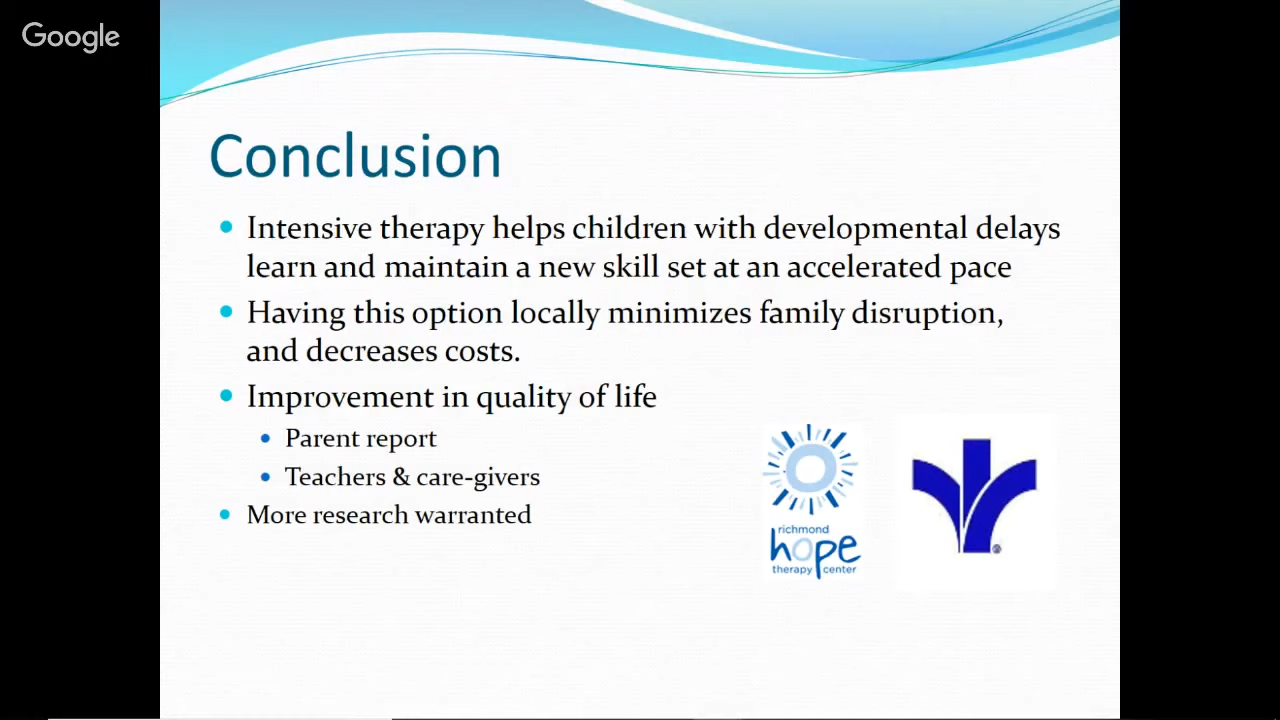 Google
Conclusion
Intensive therapy helps children with developmental delays
learn and maintain a new skill set at an accelerated pace
Having this option locally minimizes family disruption,
and decreases costs.
Improvement in quality of life
Parent report
Teachers & care-givers
More research warranted
richmond
hope
therapy center
®